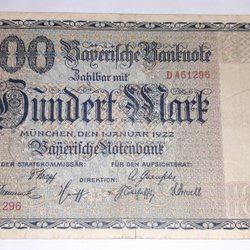 00 Bayerische Banknote
Zahlbar mit
D 461296
Hundert Mark
MÜNCHEN, DEN 1. JANUAR 1922
Bayerische Notenbank
DER STAATSKOMMISSÄR: FÜR DEN AUFSICHTSRAT:
DIREKTION:
296